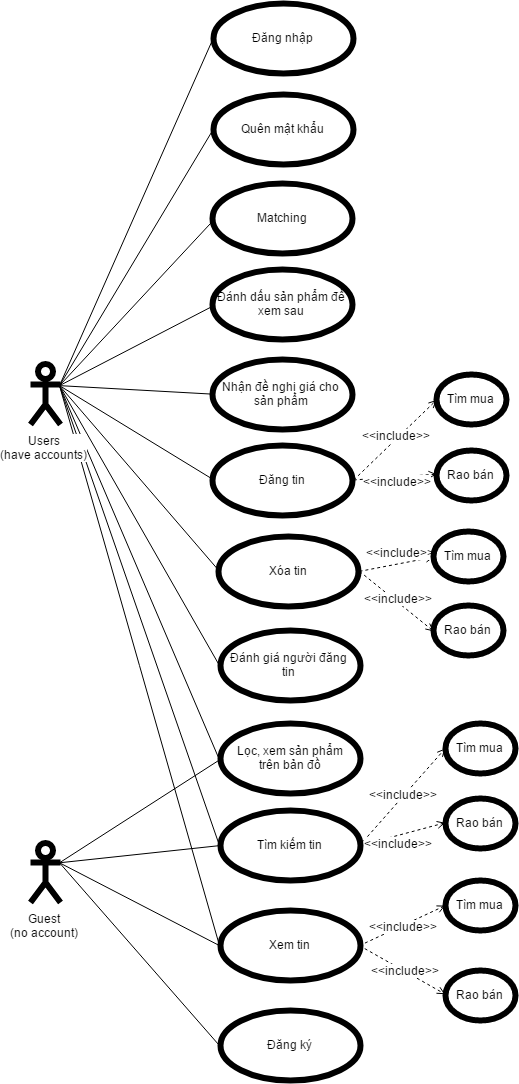 Đăng nhập
Quên mật khẩu
Matching
Đánh dấu sản phẩm để
xem sau
Nhận đề nghị giá cho
sản phẩm
Users
(have accounts)
Đăng tin
<<include>>
Tìm mua
<<include>>
Rao bán
Xóa tin
<<include>>
Tìm mua
<<include>>
Rao bán
Đánh giá người đăng
tin
Lọc, xem sản phẩm
trên bản đồ
Tìm kiếm tin
<<include>>
Tìm mua
<<include>>
Rao bán
Guest
(no account)
Xem tin
<<include>>
Tìm mua
<<include>>
Rao bán
Đăng ký